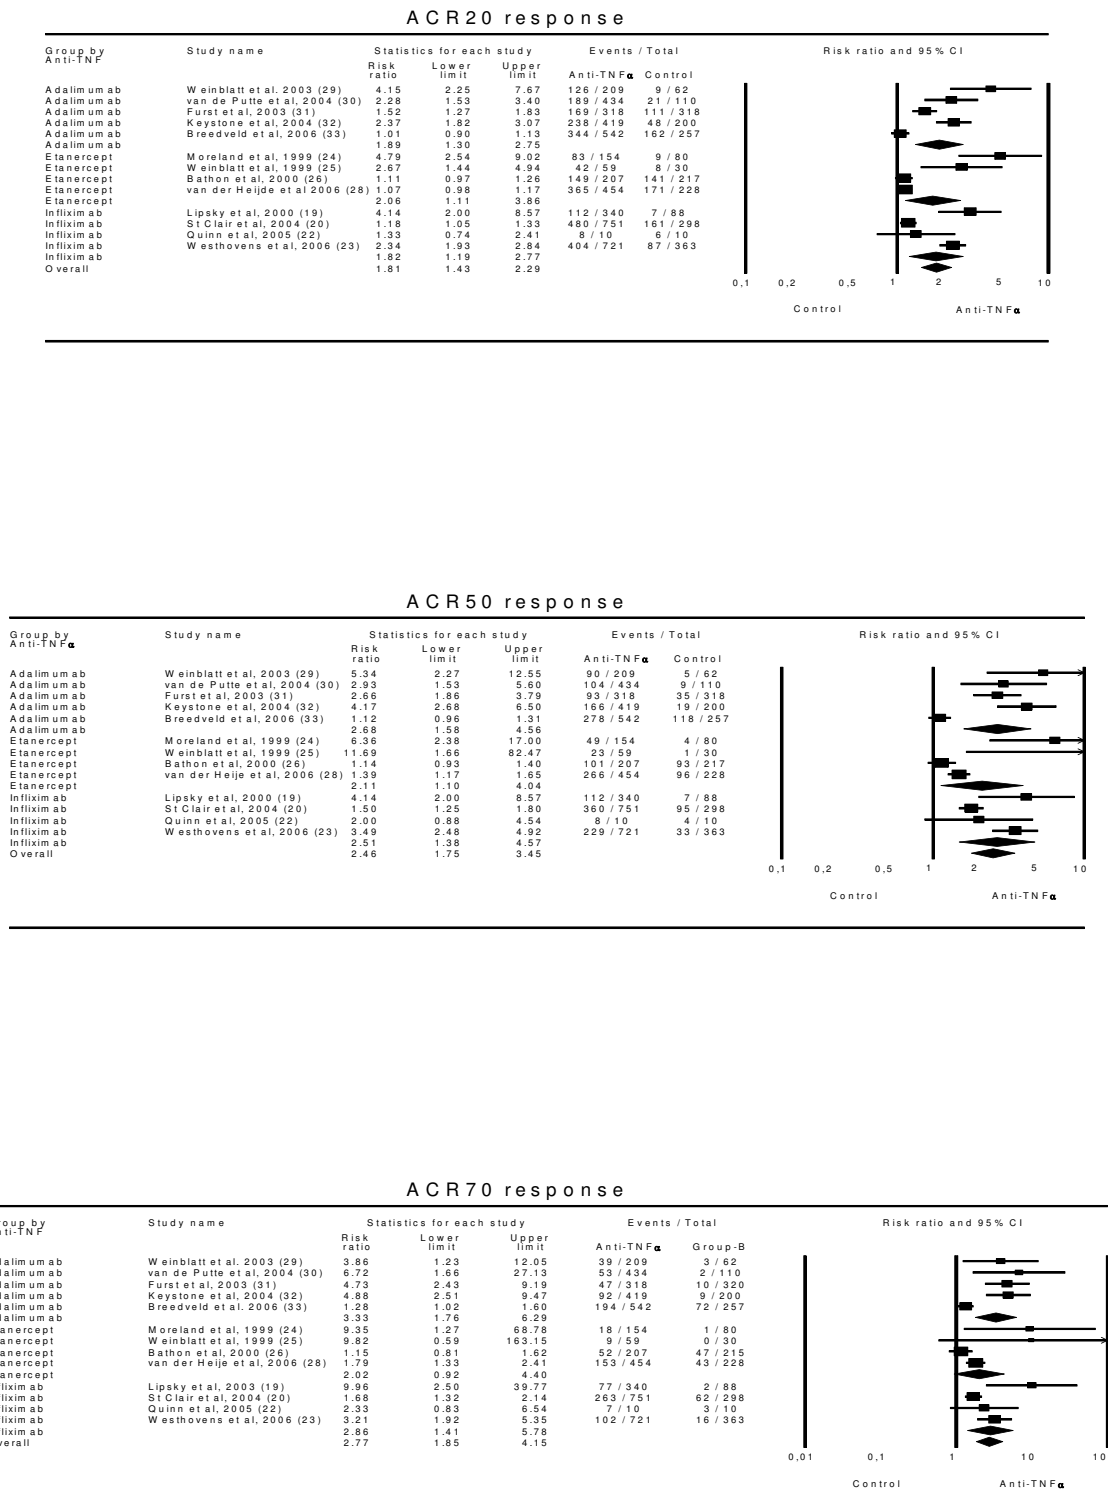 ACR20 response
Group by Anti-TNF Study name Statistics for each study Events / Total Risk ratio and 95% CI
Risk ratio Lower limit Upper limit Anti-TNFα Control
Adalimumab Weinblatt et al. 2003 (29) 4.15 2.25 7.67 126 / 209 9 / 62
Adalimumab van de Putte et al, 2004 (30) 2.28 1.53 3.40 189 / 434 21 / 110
Adalimumab Furst et al, 2003 (31) 1.52 1.27 1.83 169 / 318 111 / 318
Adalimumab Keystone et al, 2004 (32) 2.37 1.82 3.07 238 / 419 48 / 200
Adalimumab Breedveld et al, 2006 (33) 1.01 0.90 1.13 344 / 542 162 / 257
Adalimumab 1.89 1.30 2.75
Etanercept Moreland et al, 1999 (24) 4.79 2.54 9.02 83 / 154 9 / 80
Etanercept Weinblatt et al, 1999 (25) 2.67 1.44 4.94 42 / 59 8 / 30
Etanercept Bathon et al, 2000 (26) 1.11 0.97 1.26 149 / 207 141 / 217
Etanercept van der Heijde et al 2006 (28) 1.07 0.98 1.17 365 / 454 171 / 228
Etanercept 2.06 1.11 3.86
Infliximab Lipsky et al, 2000 (19) 4.14 2.00 8.57 112 / 340 7 / 88
Infliximab St Clair et al, 2004 (20) 1.18 1.05 1.33 480 / 751 161 / 298
Infliximab Quinn et al, 2005 (22) 1.33 0.74 2.41 8 / 10 6 / 10
Infliximab Westhovens et al, 2006 (23) 2.34 1.93 2.84 404 / 721 87 / 363
Infliximab 1.82 1.19 2.77
Overall 1.81 1.43 2.29
0,1 0,2 0,5 1 2 5 10
Control Anti-TNFα
ACR50 response
Group by Anti-TNFα Study name Statistics for each study Events / Total Risk ratio and 95% CI
Risk ratio Lower limit Upper limit Anti-TNFα Control
Adalimumab Weinblatt et al, 2003 (29) 5.34 2.27 12.55 90 / 209 5 / 62
Adalimumab van de Putte et al, 2004 (30) 2.93 1.53 5.60 104 / 434 9 / 110
Adalimumab Furst et al, 2003 (31) 2.66 1.86 3.79 93 / 318 35 / 318
Adalimumab Keystone et al, 2004 (32) 4.17 2.68 6.50 166 / 419 19 / 200
Adalimumab Breedveld et al, 2006 (33) 1.12 0.96 1.31 278 / 542 118 / 257
Adalimumab 2.68 1.58 4.56
Etanercept Moreland et al, 1999 (24) 6.36 2.38 17.00 49 / 154 4 / 80
Etanercept Weinblatt et al, 1999 (25) 11.69 1.66 82.47 23 / 59 1 / 30
Etanercept Bathon et al, 2000 (26) 1.14 0.93 1.40 101 / 207 93 / 217
Etanercept van der Heije et al, 2006 (28) 1.39 1.17 1.65 266 / 454 96 / 228
Etanercept 2.11 1.10 4.04
Infliximab Lipsky et al, 2000 (19) 4.14 2.00 8.57 112 / 340 7 / 88
Infliximab St Clair et al, 2004 (20) 1.50 1.25 1.80 360 / 751 95 / 298
Infliximab Quinn et al, 2005 (22) 2.00 0.88 4.54 8 / 10 4 / 10
Infliximab Westhovens et al, 2006 (23) 3.49 2.48 4.92 229 / 721 33 / 363
Infliximab 2.51 1.38 4.57
Overall 2.46 1.75 3.45
0,1 0,2 0,5 1 2 5 10
Control Anti-TNFα
ACR70 response
roup by nti-TNF Study name Statistics for each study Events / Total Risk ratio and 95% CI
Risk ratio Lower limit Upper limit Anti-TNFα Group-B
dalimumab Weinblatt et al. 2003 (29) 3.86 1.23 12.05 39 / 209 3 / 62
dalimumab van de Putte et al, 2004 (30) 6.72 1.66 27.13 53 / 434 2 / 110
dalimumab Furst et al, 2003 (31) 4.73 2.43 9.19 47 / 318 10 / 320
dalimumab Keystone et al, 2004 (32) 4.88 2.51 9.47 92 / 419 9 / 200
dalimumab Breedveld et al. 2006 (33) 1.28 1.02 1.60 194 / 542 72 / 257
dalimumab 3.33 1.76 6.29
tanercept Moreland et al, 1999 (24) 9.35 1.27 68.78 18 / 154 1 / 80
tanercept Weinblatt et al, 1999 (25) 9.82 0.59 163.15 9 / 59 0 / 30
tanercept Bathon et al, 2000 (26) 1.15 0.81 1.62 52 / 207 47 / 215
tanercept van der Heije et al, 2006 (28) 1.79 1.33 2.41 153 / 454 43 / 228
tanercept 2.02 0.92 4.40
fliximab Lipsky et al, 2003 (19) 9.96 2.50 39.77 77 / 340 2 / 88
fliximab St Clair et al, 2004 (20) 1.68 1.32 2.14 263 / 751 62 / 298
fliximab Quinn et al, 2005 (22) 2.33 0.83 6.54 7 / 10 3 / 10
fliximab Westhovens et al, 2006 (23) 3.21 1.92 5.35 102 / 721 16 / 363
fliximab 2.86 1.41 5.78
verall 2.77 1.85 4.15
0,01 0,1 1 10 10
Control Anti-TNFα